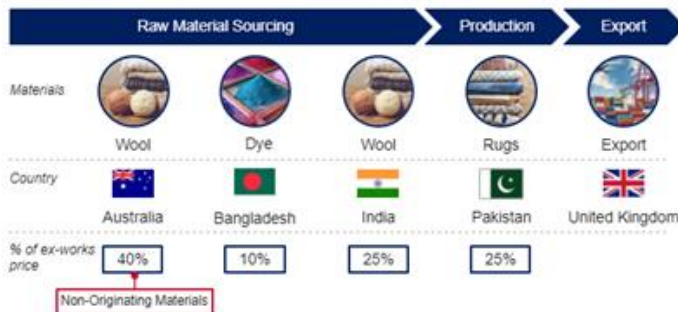 Raw Material Sourcing Production Export
Materials
Wool Dye Wool Rugs Export
Country
Australia Bangladesh India Pakistan United Kingdom
% of ex-works
price
40% 10% 25% 25%
Non-Originating Materials